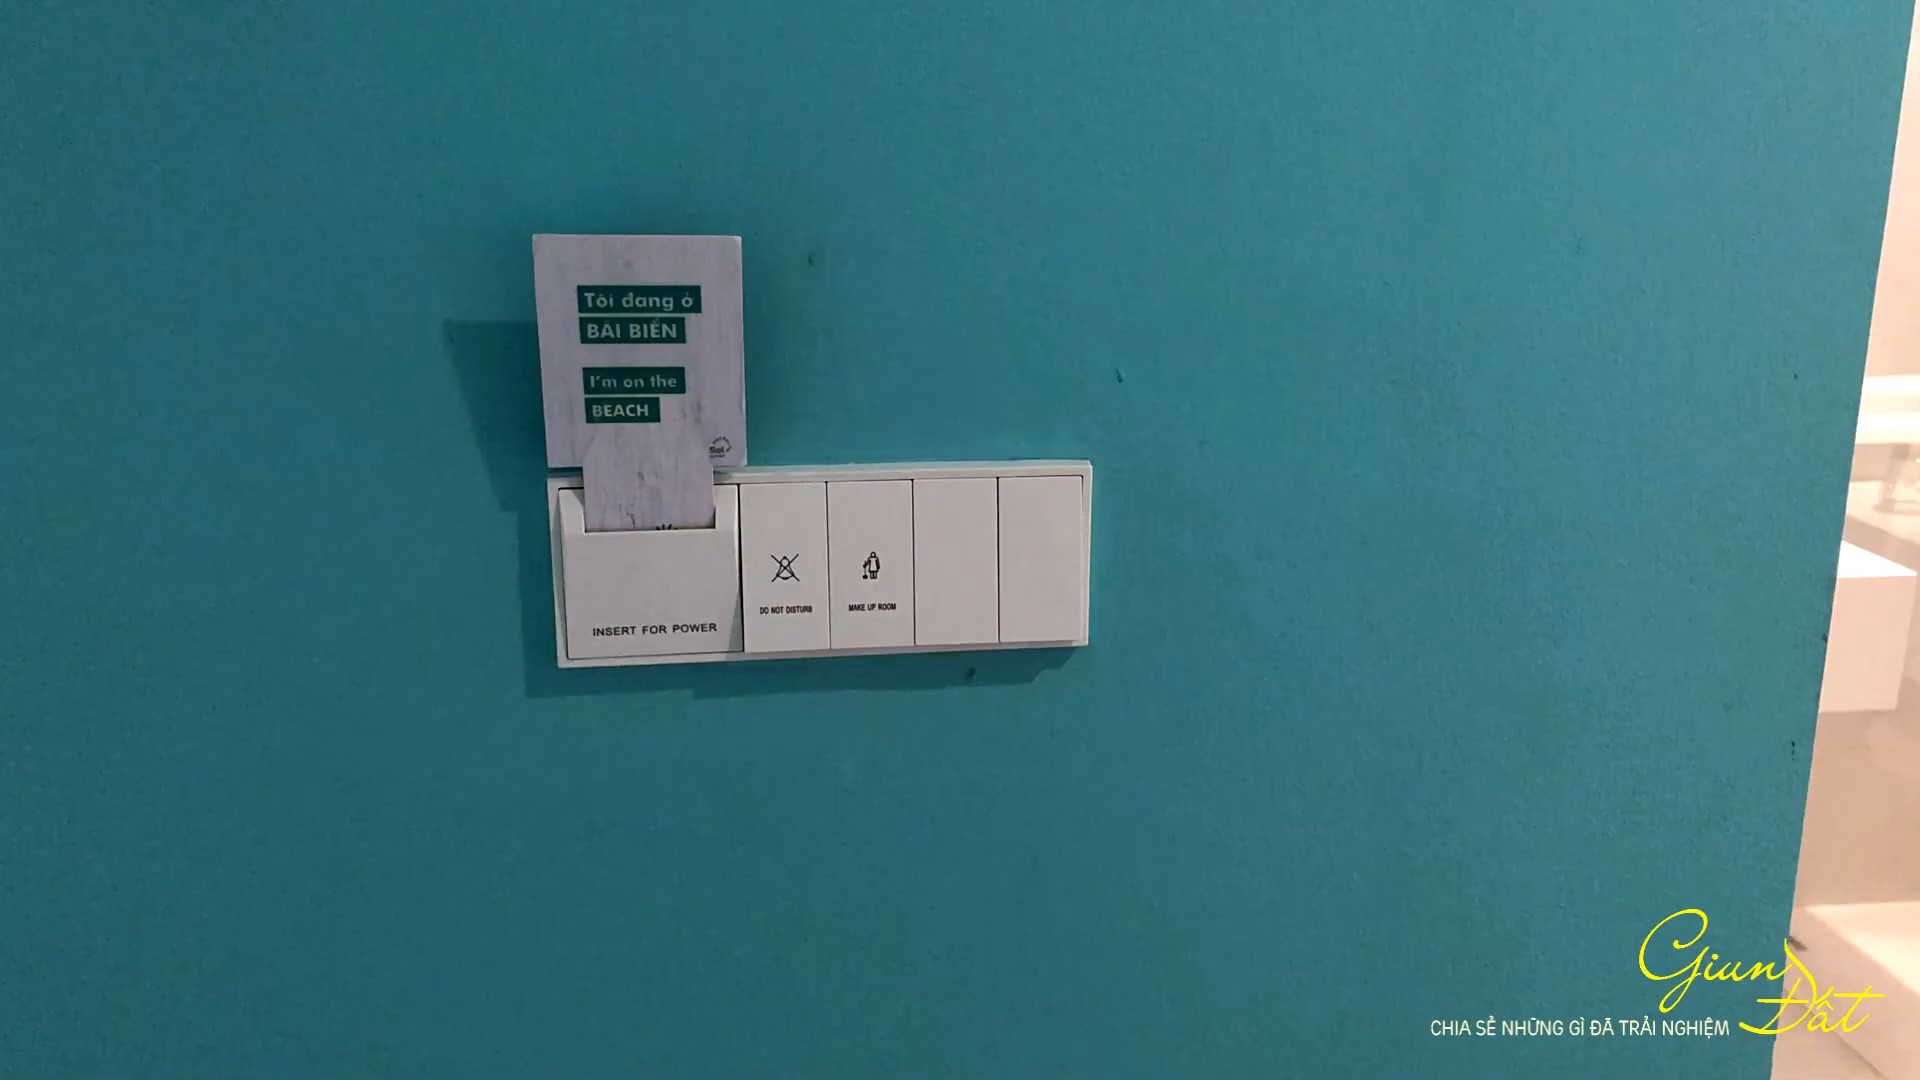 Tôi đang ở
BÃI BIỂN
I'm on the
BEACH
Sol
INSERT FOR POWER
DO NOT DISTURB
MAKE UP ROOM
Giun Đất
CHIA SẺ NHỮNG GÌ ĐÃ TRẢI NGHIỆM